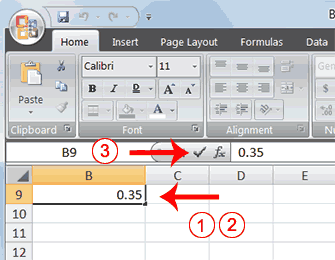 B
Home Insert Page Layout Formulas Da
Calibri 11 A A
Paste B I U A $
Clipboard Font Alignment
3 B9 fx 0.35
B C D E
9 0.35
10
1 2
11
12